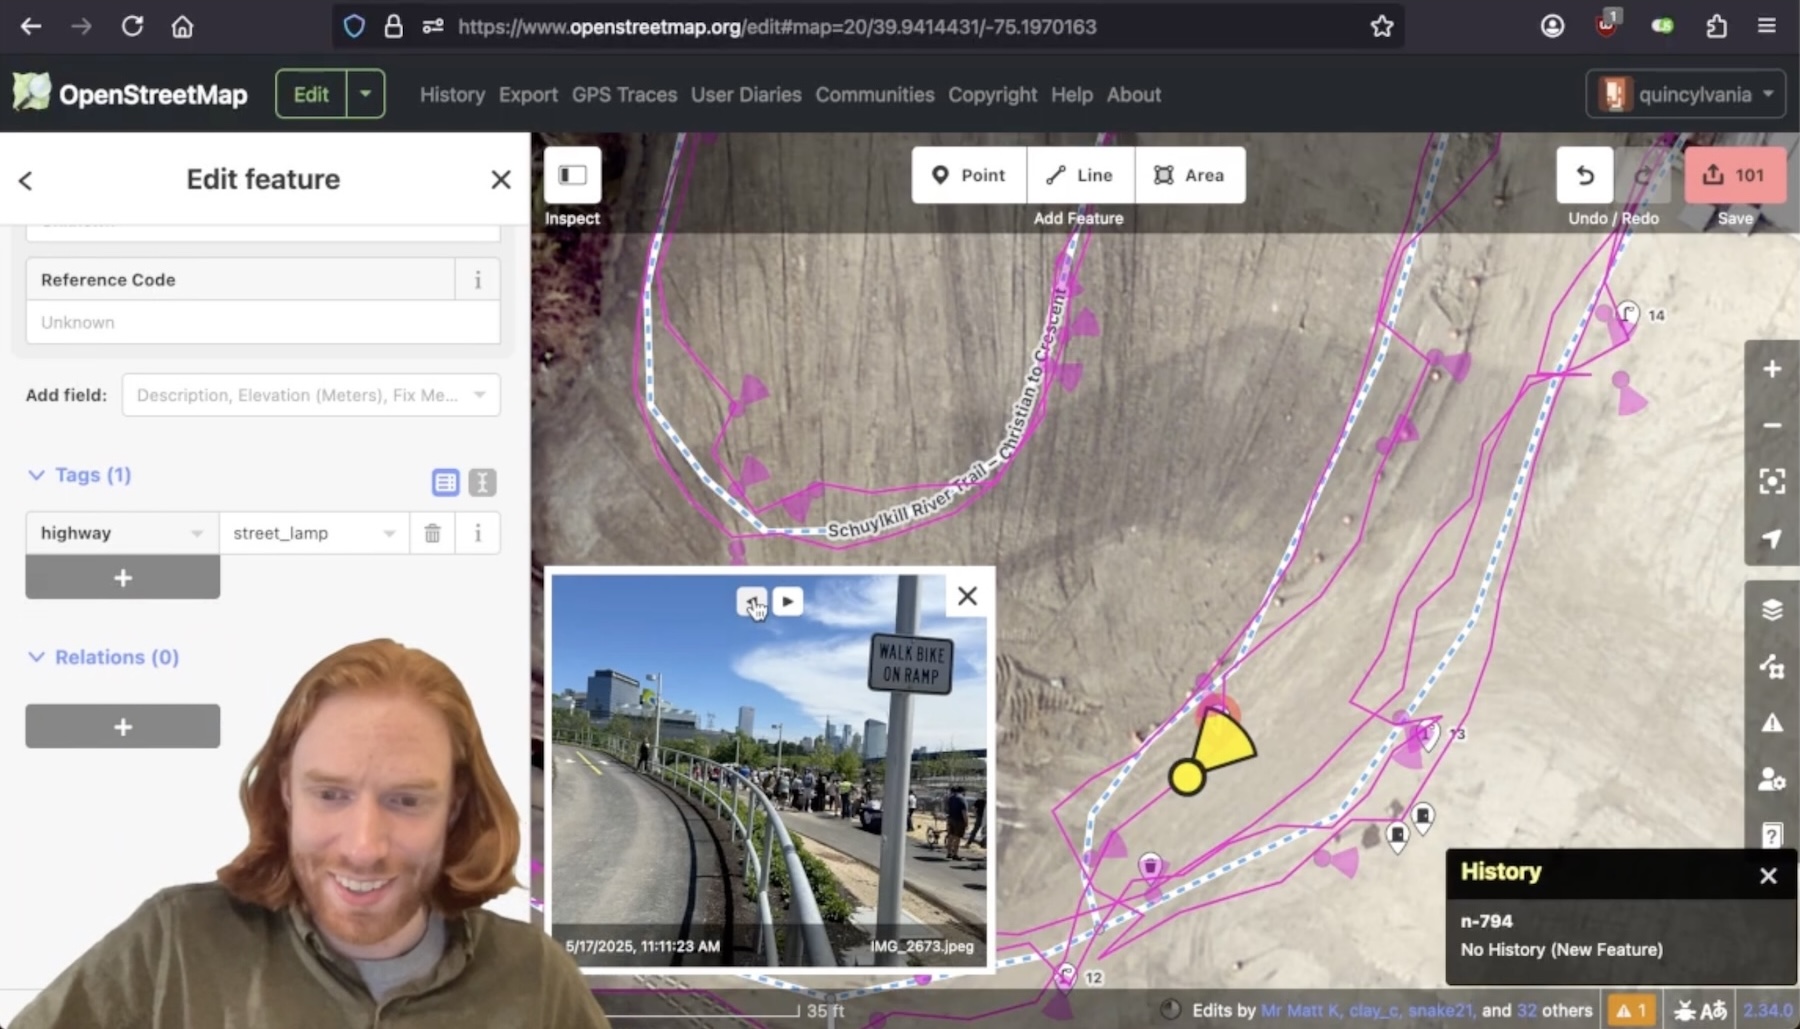 https://www.openstreetmap.org/edit#map=20/39.9414431/-75.1970163
1
OpenStreetMap
Edit
History
Export
GPS Traces
User Diaries
Communities
Copyright
Help
About
quincylvania
Edit feature
Inspect
Point
Line
Area
Add Feature
Undo / Redo
101
Save
Reference Code
i
Unknown
Add field:
Description, Elevation (Meters), Fix Me...
Tags (1)
highway
street_lamp
i
+
Relations (0)
+
Schuylkill River Trail – Christian to Crescent
14
13
12
WALK BIKE
ON RAMP
5/17/2025, 11:11:23 AM
IMG_2673.jpeg
History
n-794
No History (New Feature)
35 ft
Edits by Mr Matt K, clay_c, snake21, and 32 others
1
2.34.0